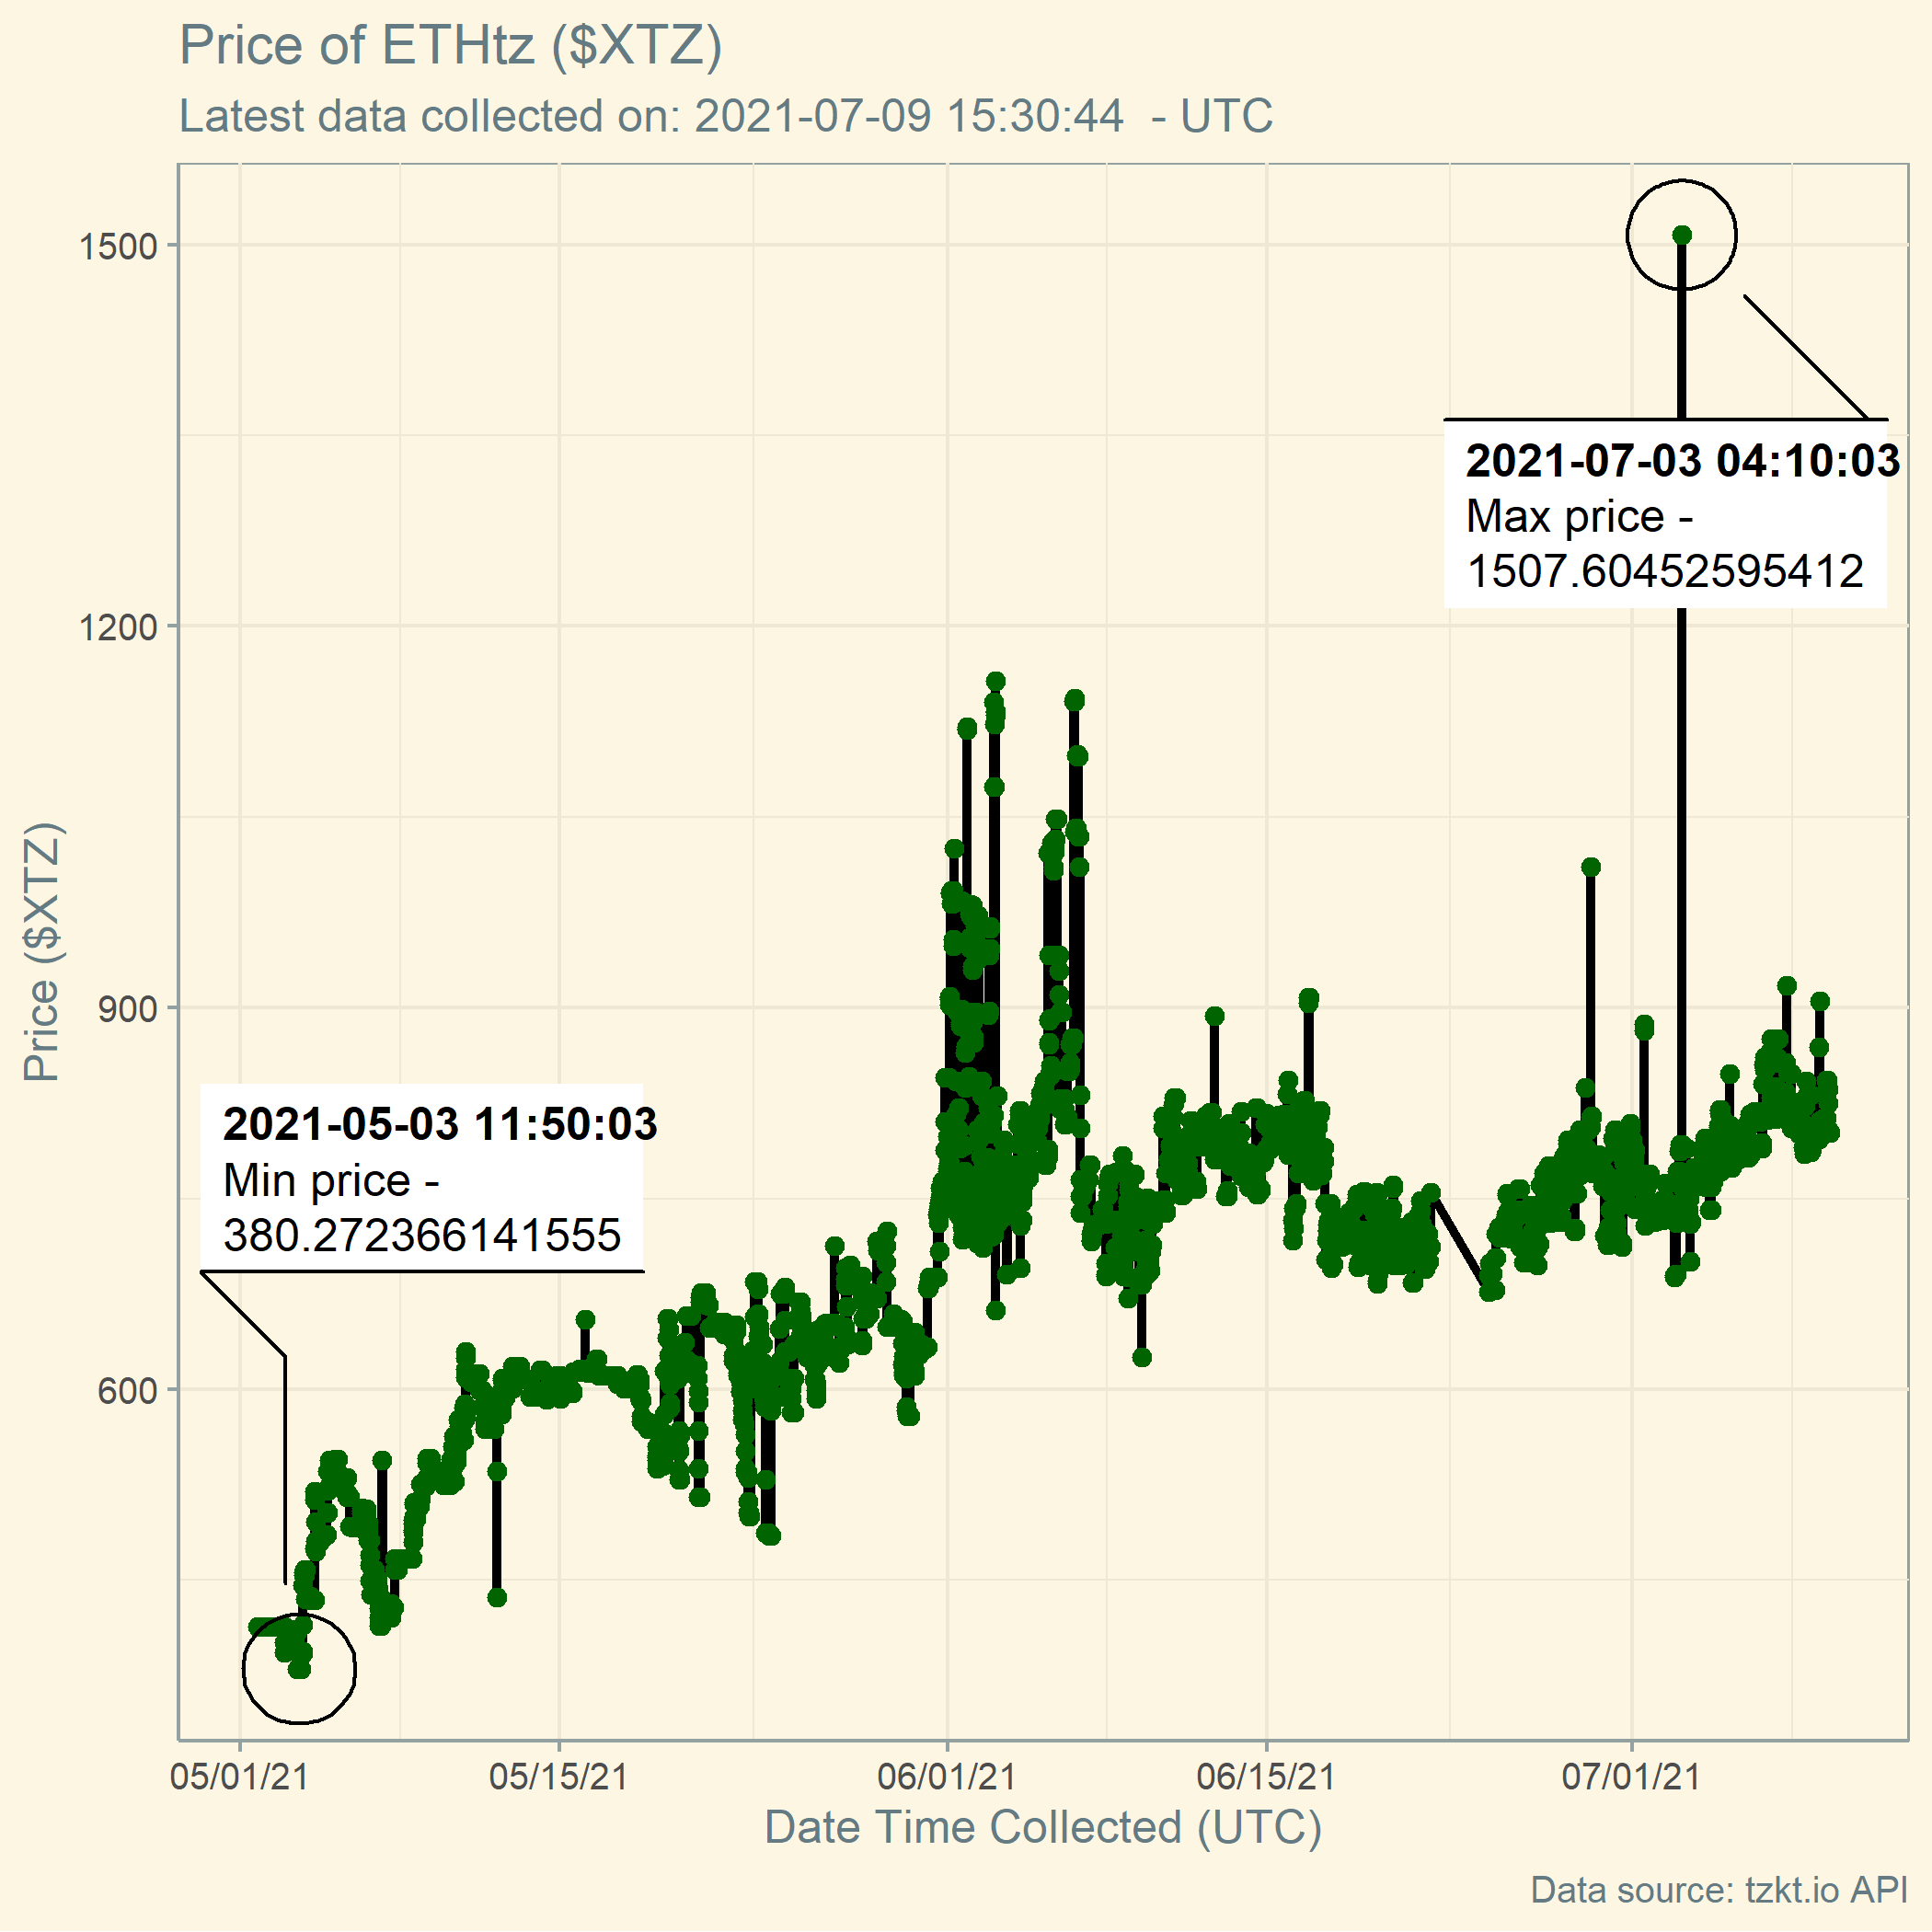 Price of ETHtz ($XTZ)
Latest data collected on: 2021-07-09 15:30:44  - UTC
1500
1200
900
600
Price ($XTZ)
2021-07-03 04:10:03
Max price -
1507.60452595412
2021-05-03 11:50:03
Min price -
380.272366141555
05/01/21
05/15/21
06/01/21
06/15/21
07/01/21
Date Time Collected (UTC)
Data source: tzkt.io API